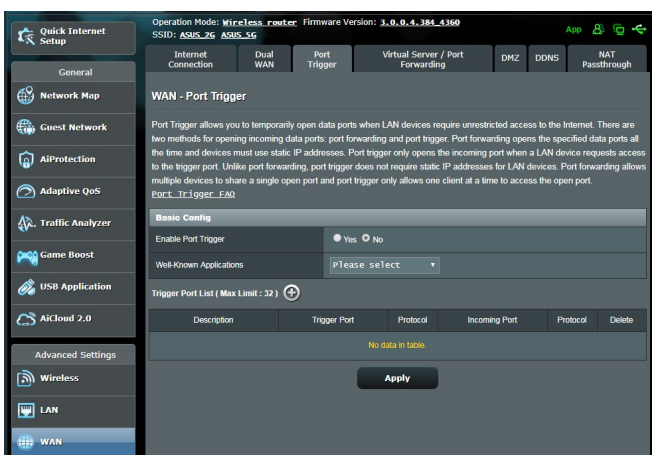 Quick Internet
Setup
Operation Mode: Wireless router Firmware Version: 3.0.0.4.384_4360
SSID: ASUS_2G ASUS_5G
App
Internet
Connection
Dual
WAN
Port
Trigger
Virtual Server / Port
Forwarding
DMZ
DDNS
NAT
Passthrough
General
Network Map
Guest Network
AiProtection
Adaptive QoS
Traffic Analyzer
Game Boost
USB Application
AiCloud 2.0
Advanced Settings
Wireless
LAN
WAN
WAN - Port Trigger
Port Trigger allows you to temporarily open data ports when LAN devices require unrestricted access to the Internet. There are
two methods for opening incoming data ports: port forwarding and port trigger. Port forwarding opens the specified data ports all
the time and devices must use static IP addresses. Port trigger only opens the incoming port when a LAN device requests access
to the trigger port. Unlike port forwarding, port trigger does not require static IP addresses for LAN devices. Port forwarding allows
multiple devices to share a single open port and port trigger only allows one client at a time to access the open port.
Port Trigger FAQ
Basic Config
Enable Port Trigger Yes No
Well-Known Applications Please select
Trigger Port List ( Max Limit : 32 )
Description Trigger Port Protocol Incoming Port Protocol Delete
No data in table.
Apply